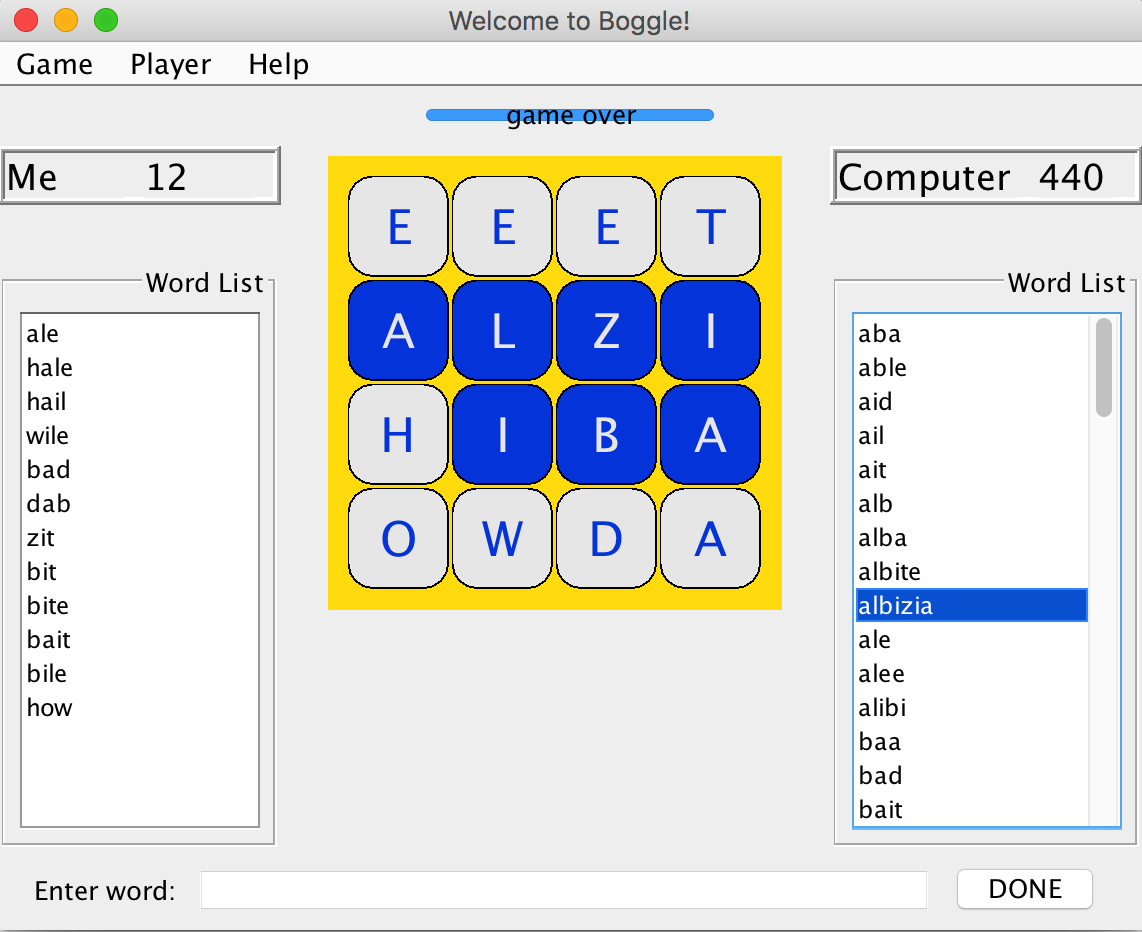 Welcome to Boggle!
Game Player Help
game over
Me 12
Computer 440
E E E T
A L Z I
H I B A
O W D A
Word List
ale
hale
hail
wile
bad
dab
zit
bit
bite
bait
bile
how
Word List
aba
able
aid
ail
ait
alb
alba
albite
albizia
ale
alee
alibi
baa
bad
bait
Enter word:
DONE